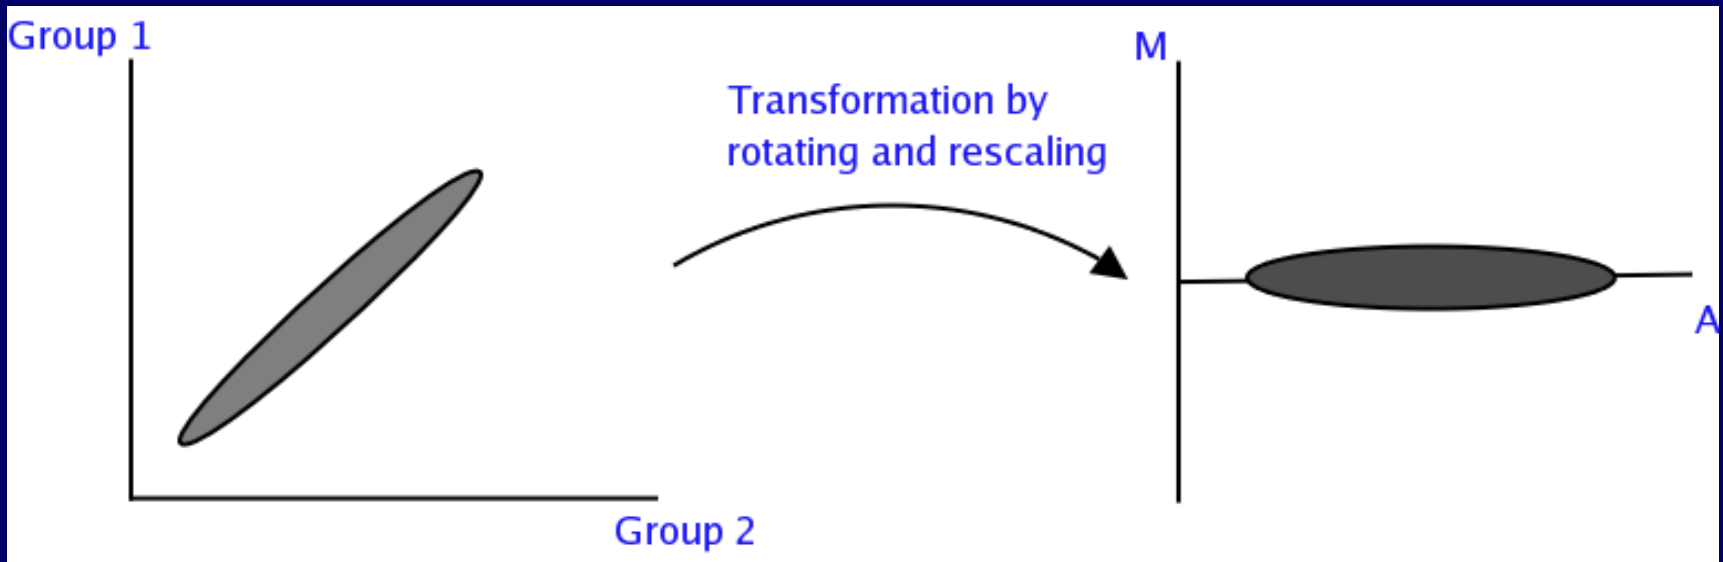 Group 1
M
Transformation by
rotating and rescaling
A
Group 2